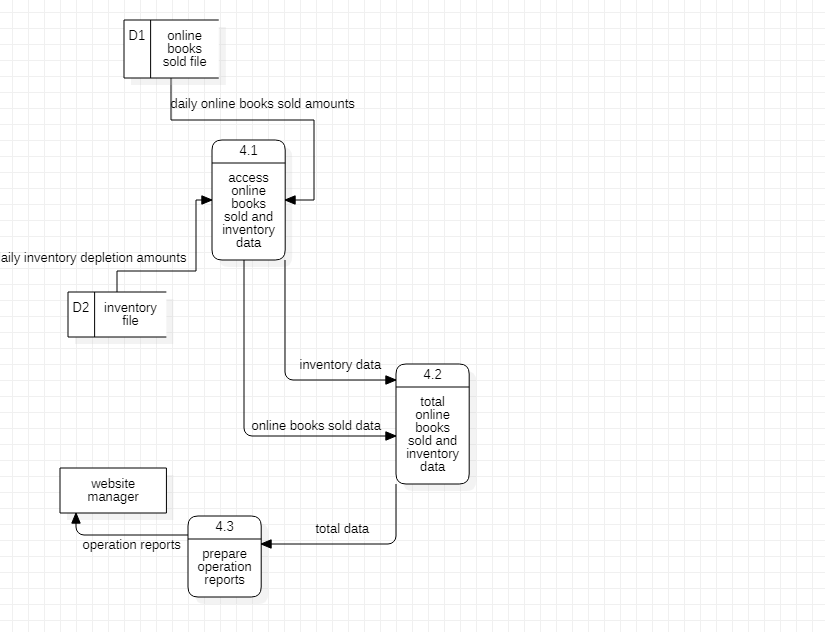 D1
online
books
sold file
daily online books sold amounts
4.1
access
online
books
sold and
inventory
data
aily inventory depletion amounts
D2
inventory
file
inventory data
4.2
total
online
books
sold and
inventory
data
online books sold data
website
manager
4.3
total data
operation reports
prepare
operation
reports